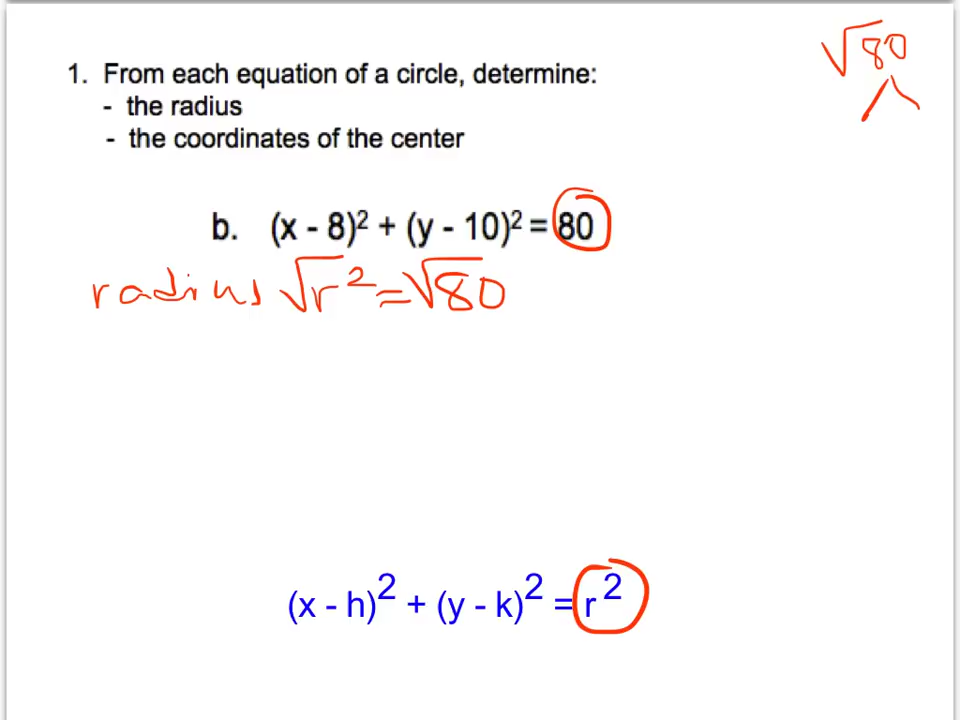 √80
1. From each equation of a circle, determine:
- the radius
- the coordinates of the center
b. (x - 8)² + (y - 10)² = 80
radius √r² = √80
(x - h)² + (y - k)² = r²